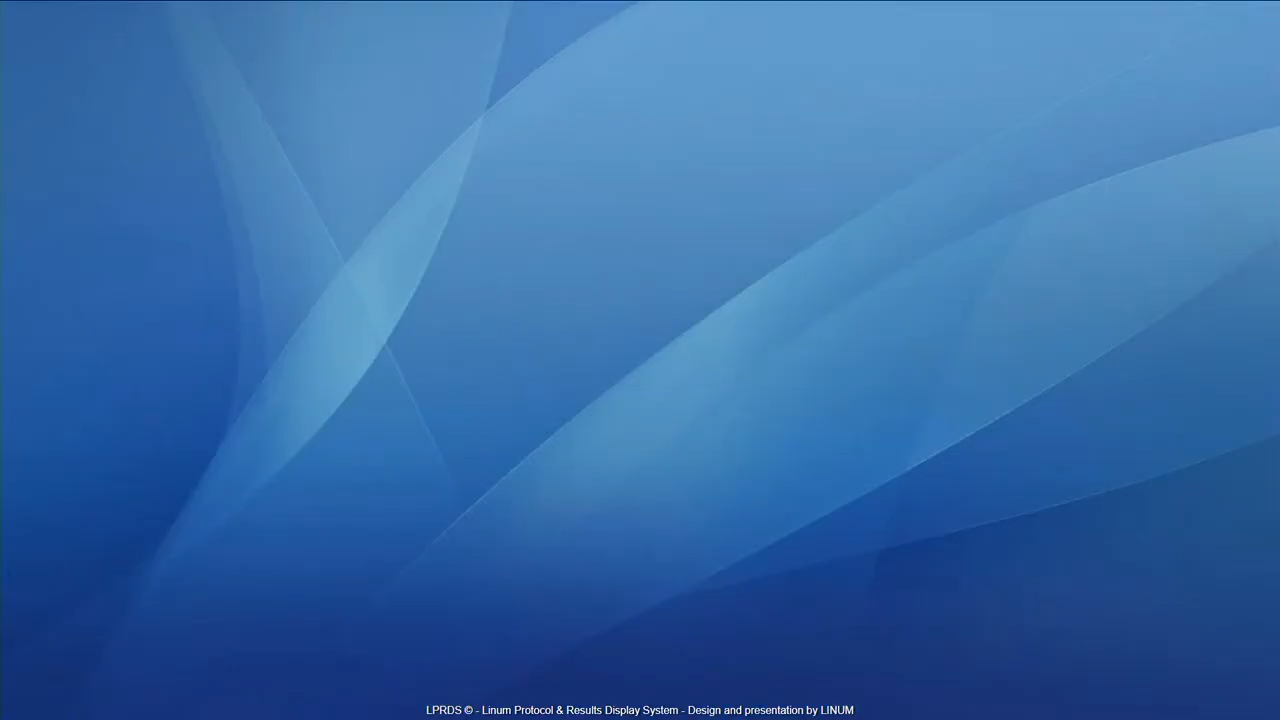 LPRDS © - Linum Protocol & Results Display System - Design and presentation by LINUM